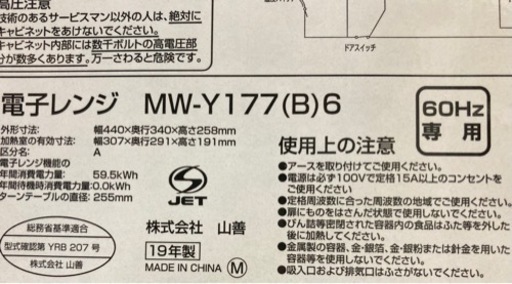 高圧注意
技術のあるサービスマン以外の人は、絶対に
キャビネットをあけないでください。
キャビネット内部には数千ボルトの高電圧部
分が数多くあります。万一さわると危険です。
ドアスイッチ
電子レンジ MW-Y177(B)6
60Hz
専用
外形寸法: 幅440×奥行340×高さ258mm
加熱室の有効寸法: 幅307×奥行291×高さ191mm
区分名: A
電子レンジ機能の
年間消費電力量: 59.5kWh
年間待機時消費電力量: 0.0kWh
ターンテーブルの直径: 255mm
S
JET
総務省基準適合
型式確認第 YRB 207 号
株式会社 山善
株式会社 山善
19年製
MADE IN CHINA M
使用上の注意
●アースを取り付けてご使用ください。
●電源は必ず100Vで定格15A以上のコンセントを
ご使用ください。
●定格周波数に合った周波数の地域でご使用ください。
●扉にものをはさんだ状態で使用しないでください。
●びん詰等密閉された容器内の食品はふた等を外した
後に加熱してください。
●金属製の容器、金・銀箔、金・銀粉または針金を用いた
容器等を使用しないでください。
●吸入口および排気口はふさがないでください。